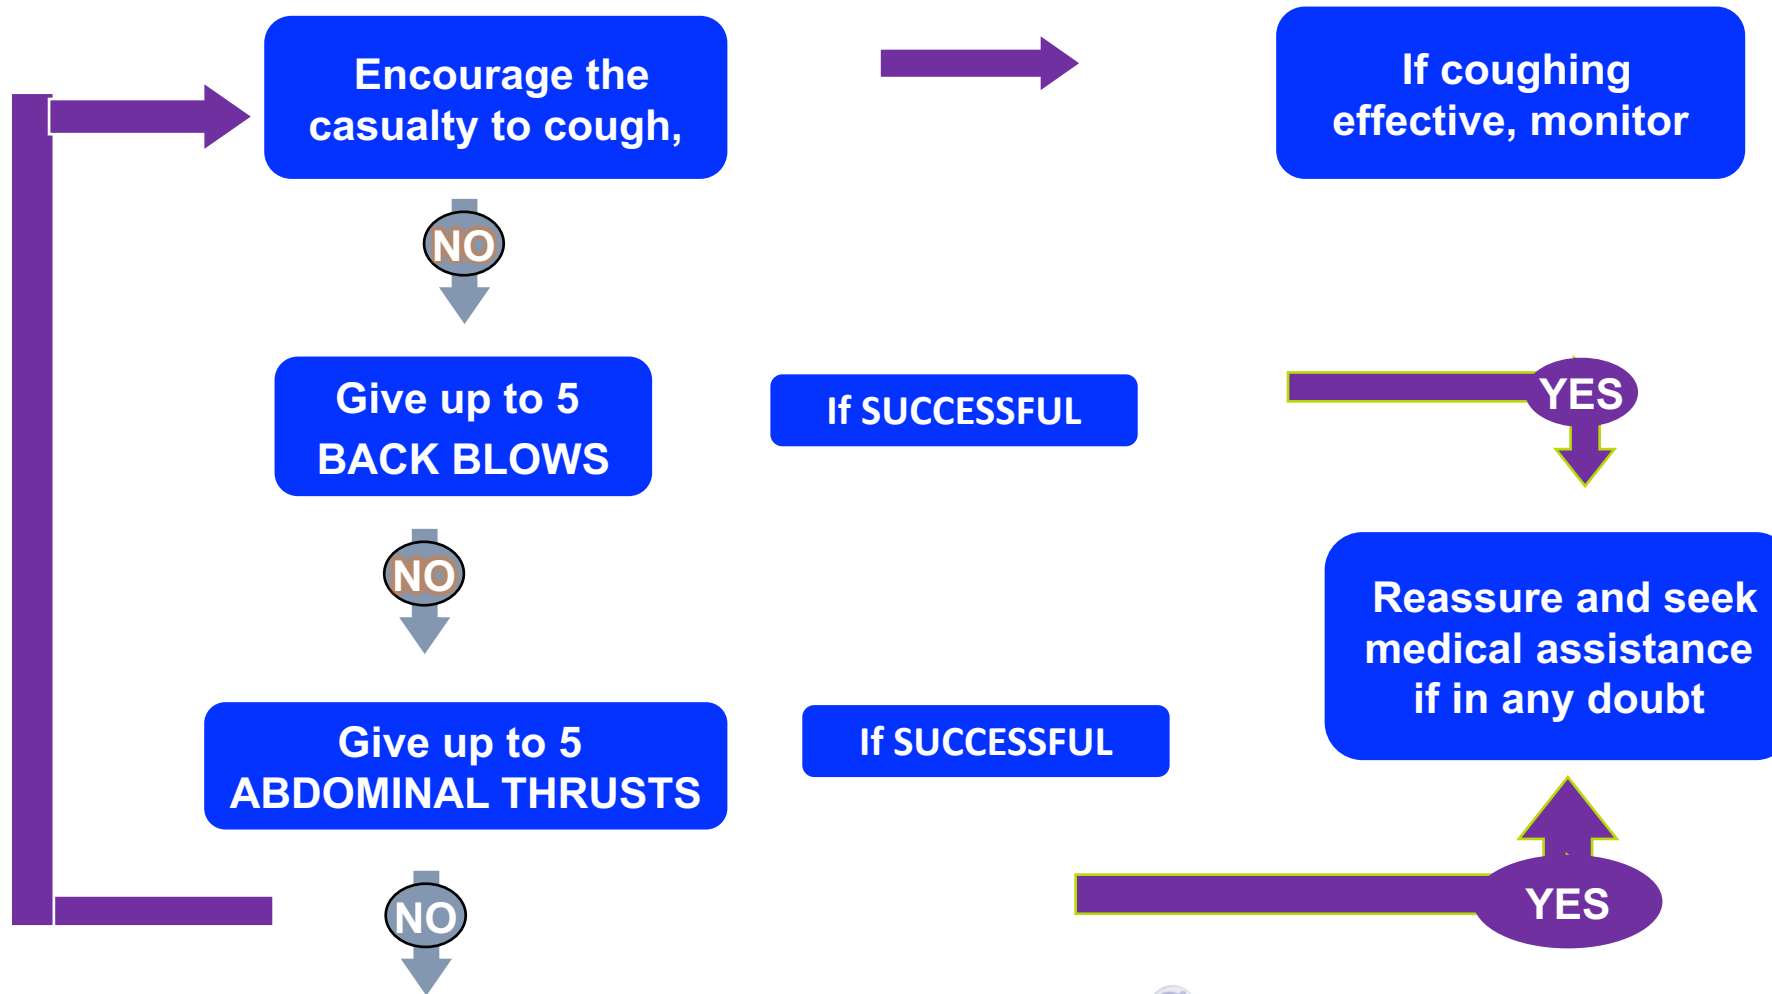 Encourage the
casualty to cough,
If coughing
effective, monitor
NO
Give up to 5
BACK BLOWS
If SUCCESSFUL
YES
NO
Reassure and seek
medical assistance
if in any doubt
Give up to 5
ABDOMINAL THRUSTS
If SUCCESSFUL
NO
YES